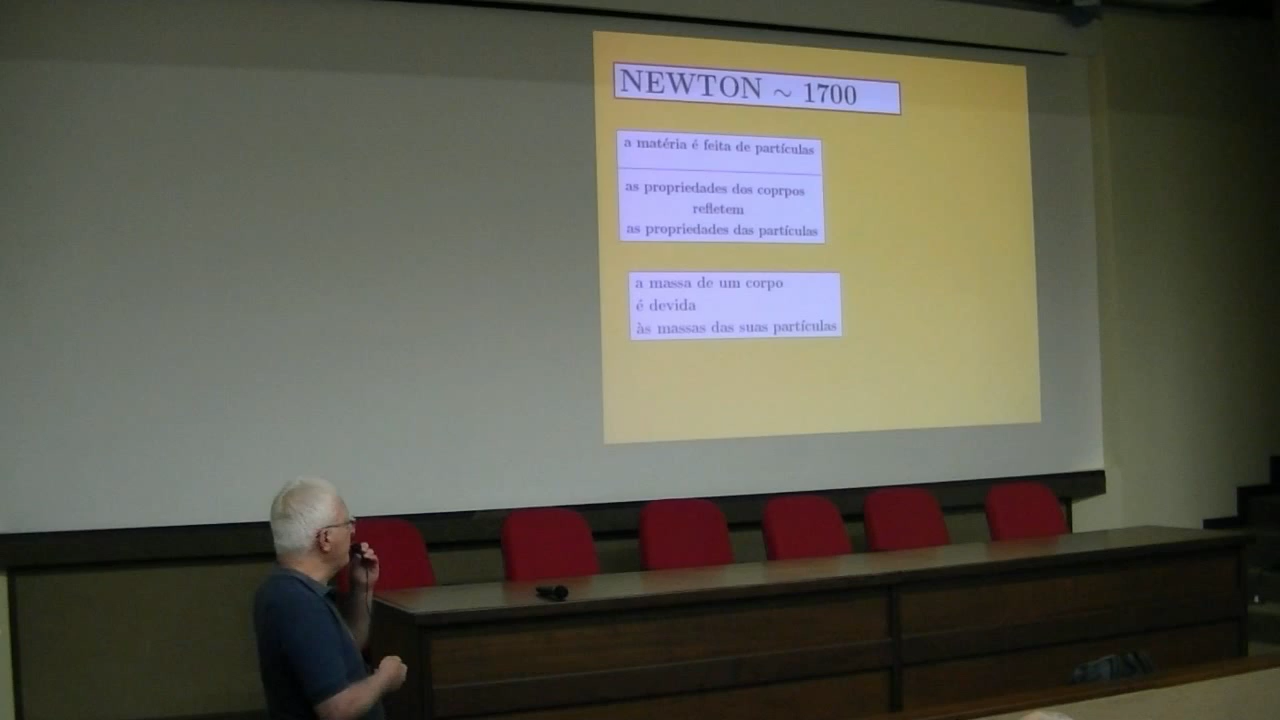 NEWTON ~ 1700
a matéria é feita de partículas
as propriedades dos coprpos
refletem
as propriedades das partículas
a massa de um corpo
é devida
às massas das suas partículas